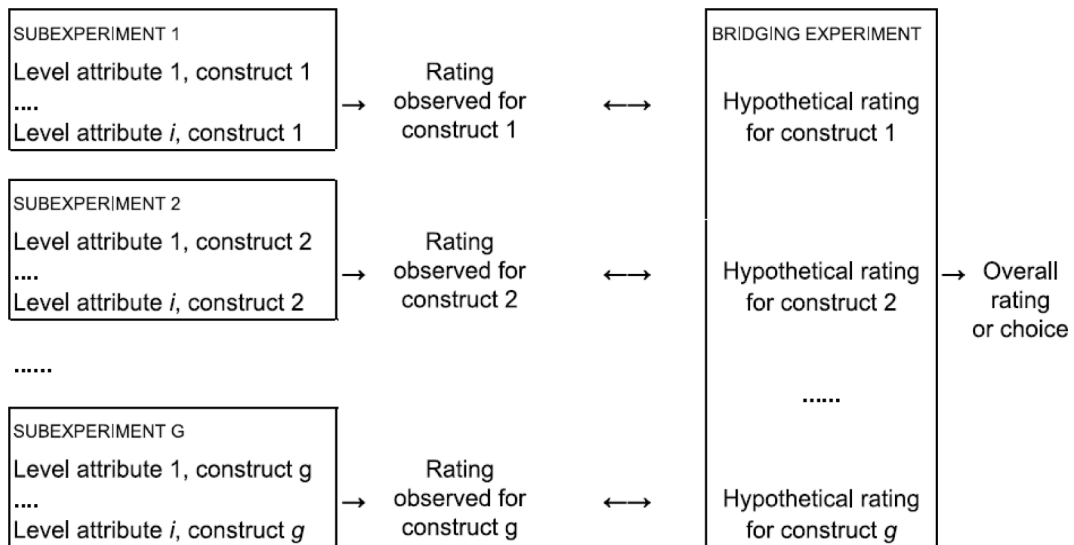 SUBEXPERIMENT 1
Level attribute 1, construct 1
....
Level attribute i, construct 1
→
Rating
observed for
construct 1
←→
BRIDGING EXPERIMENT
Hypothetical rating
for construct 1
SUBEXPERIMENT 2
Level attribute 1, construct 2
....
Level attribute i, construct 2
→
Rating
observed for
construct 2
←→
Hypothetical rating
for construct 2
→
Overall
rating
or choice
......
......
SUBEXPERIMENT G
Level attribute 1, construct g
....
Level attribute i, construct g
→
Rating
observed for
construct g
←→
Hypothetical rating
for construct g